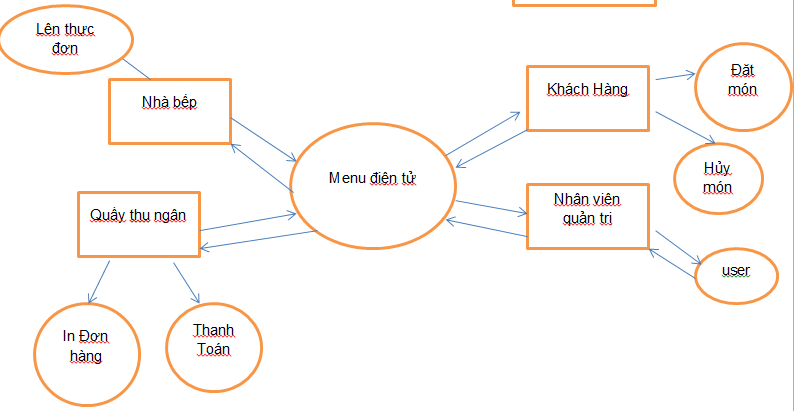 Lên thực
đơn
Nhà bếp
Khách Hàng
Đặt
món
Menu điện tử
Hủy
món
Quầy thu ngân
Nhân viên
quản trị
user
In Đơn
hàng
Thanh
Toán